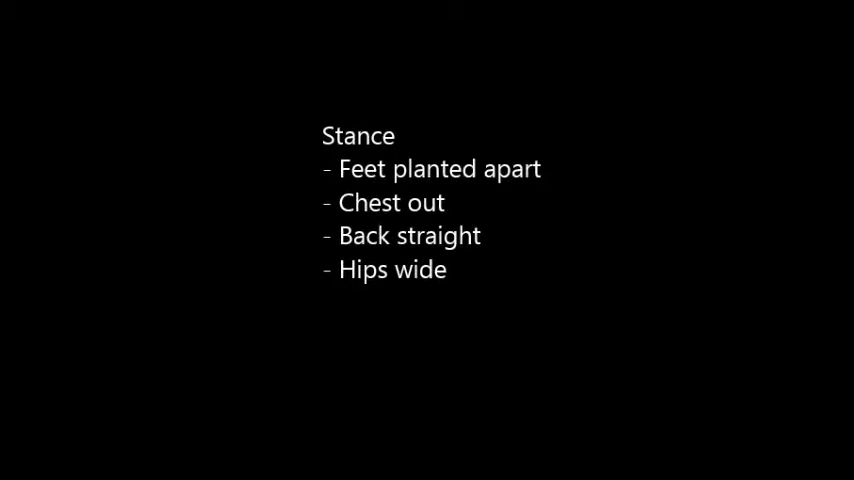 Stance
- Feet planted apart
- Chest out
- Back straight
- Hips wide